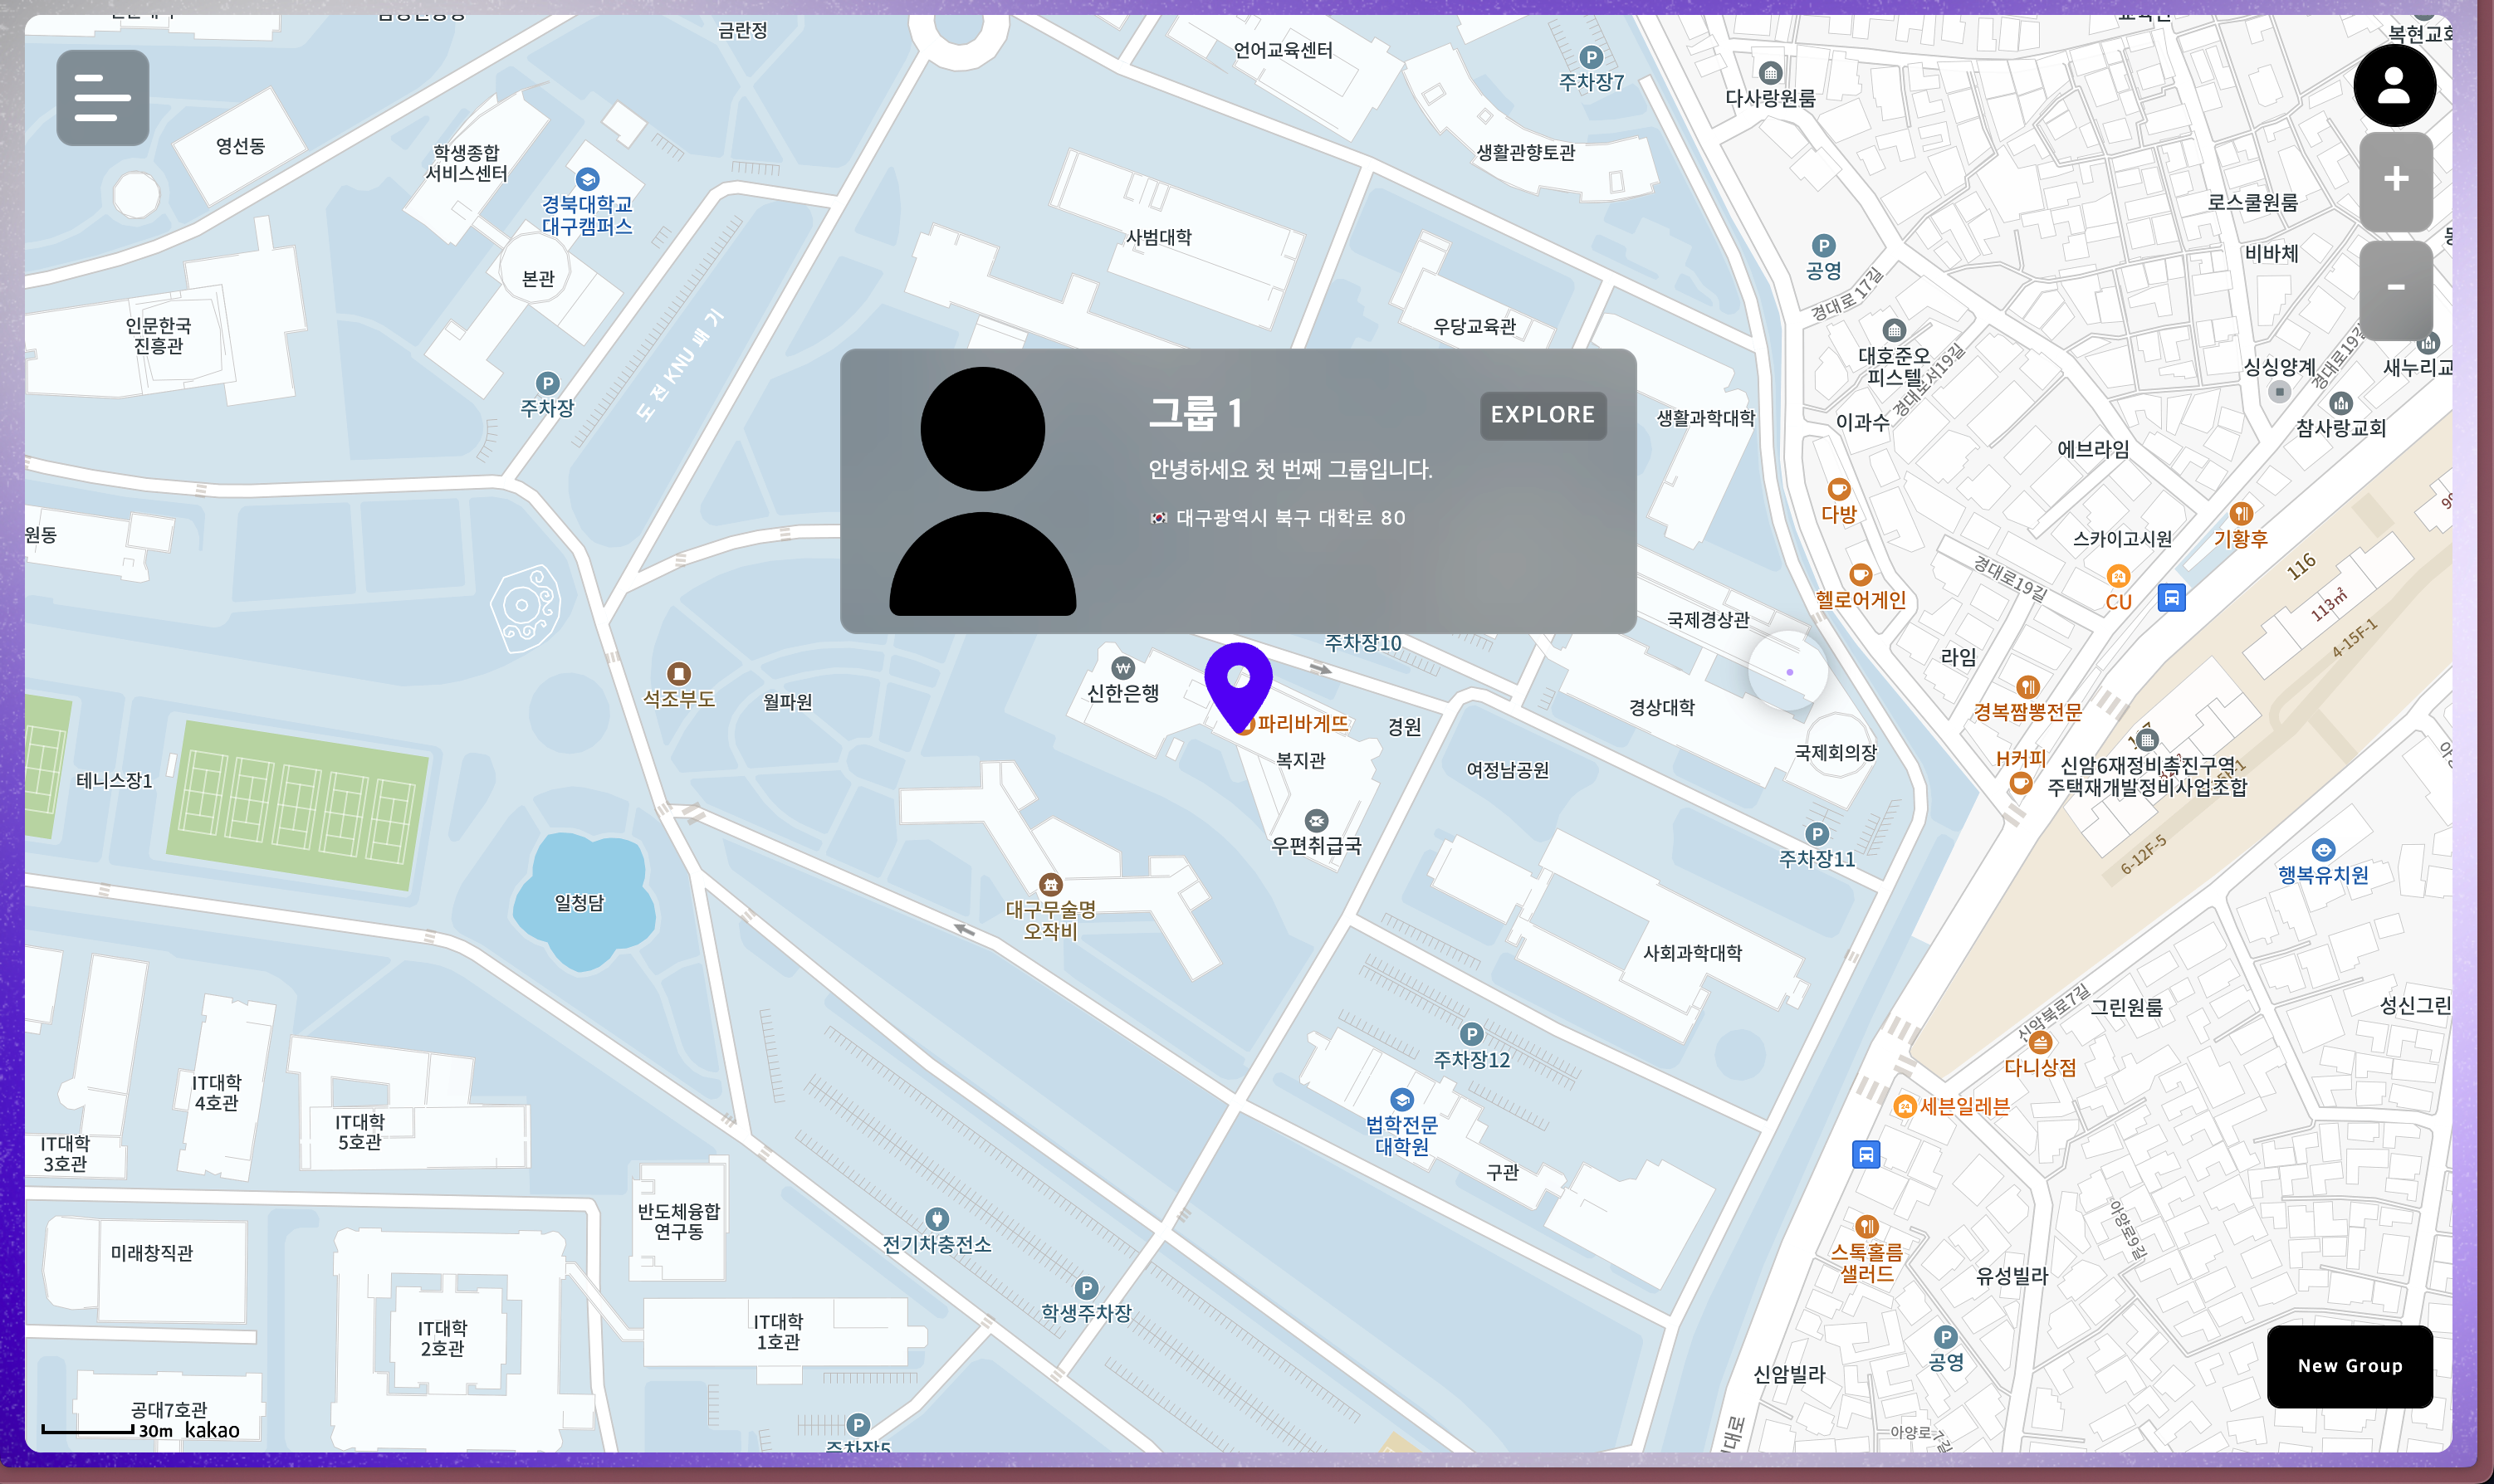 금란정
언어교육센터
주차장7
다사랑원룸
영선동
학생종합
서비스센터
경북대학교
대구캠퍼스
생활관향토관
+
로스쿨원룸
사범대학
본관
공영
비바체
경대로17길
-
인문한국
진흥관
도전 KNU 패기
우당교육관
대호준오
피스텔
경대로서19길
경대로19길
싱싱양계
새누리교
주차장
그룹 1
EXPLORE
생활과학대학
이과수
참사랑교회
에브라임
안녕하세요 첫 번째 그룹입니다.
🇰🇷 대구광역시 북구 대학로 80
다방
기황후
원동
스카이고시원
116
경대로19길
CU
헬로어게인
113㎡
4-15F-1
국제경상관
주차장10
라임
신한은행
석조부도
월파원
경상대학
경복짬뽕전문
파리바게뜨
경원
복지관
국제회의장
H커피
신암6재정비촉진구역
주택재개발정비사업조합
여정남공원
테니스장1
우편취급국
주차장11
6-12F-5
행복유치원
일청담
대구무술명
오작비
사회과학대학
신암북로7길
그린원룸
성신그린
주차장12
다니상점
IT대학
4호관
세븐일레븐
IT대학
5호관
법학전문
대학원
IT대학
3호관
구관
반도체융합
연구동
전기차충전소
아양로9길
미래창직관
스톡홀름
샐러드
유성빌라
학생주차장
IT대학
2호관
IT대학
1호관
공영
신암빌라
New Group
공대7호관
30m kakao
주차장5
대로
아양로7길